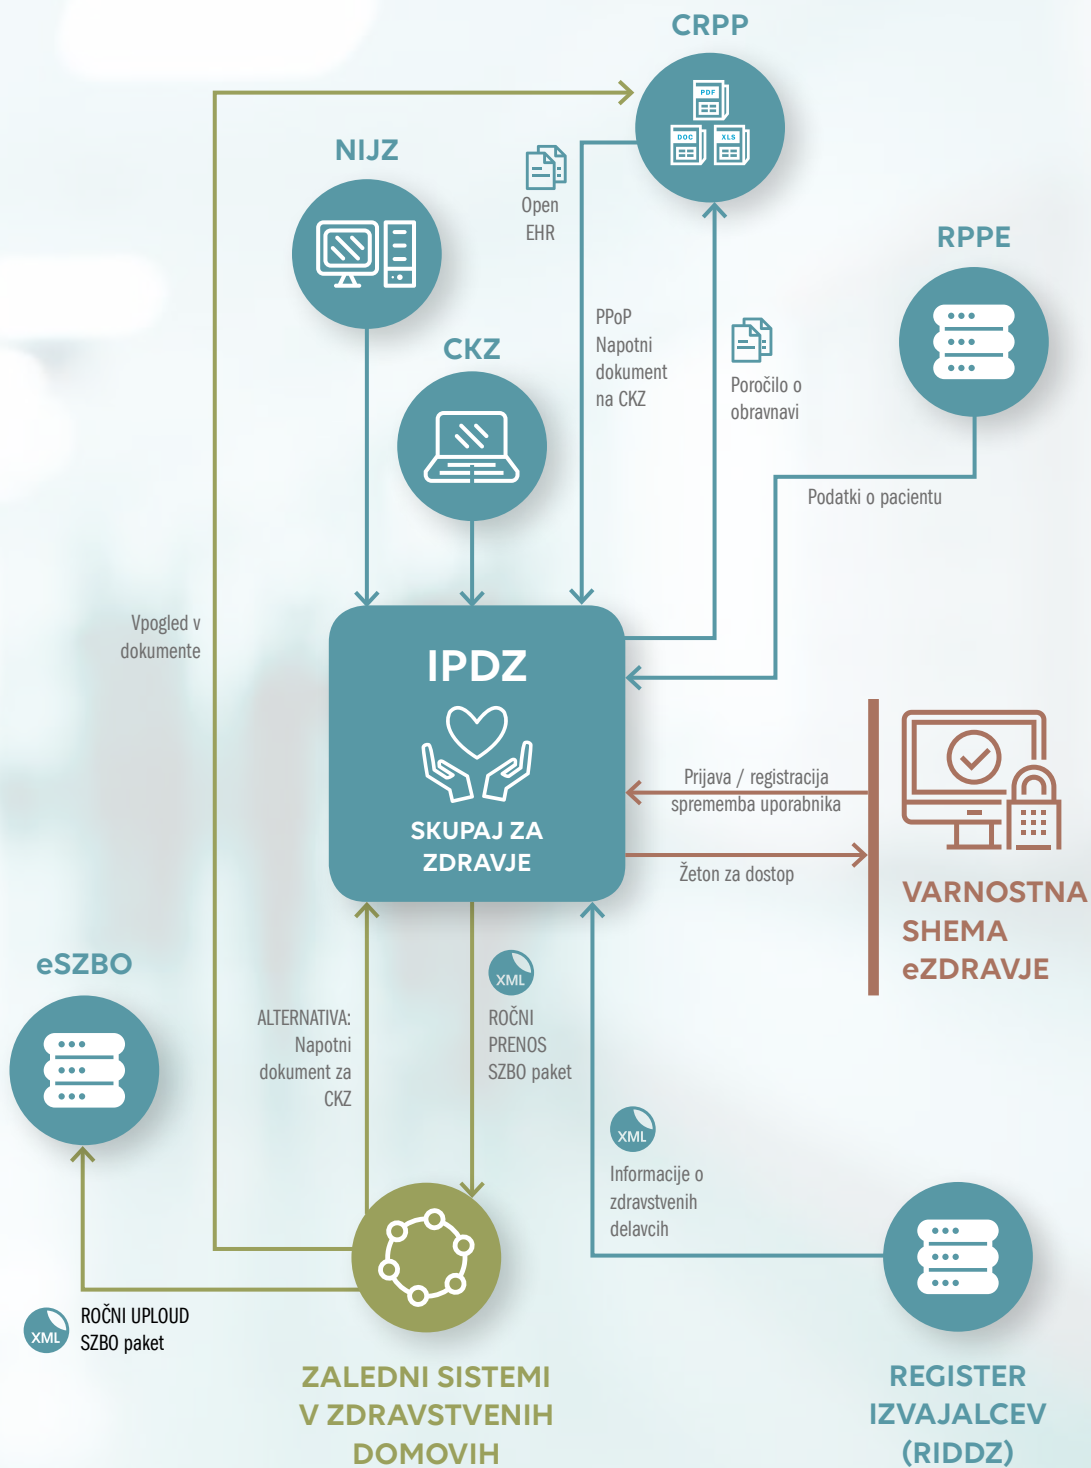 CRPP
PDF
DOC
XLS
NIJZ
Open
EHR
RPPE
CKZ
PPoP
Napotni
dokument
na CKZ
Poročilo o
obravnavi
Podatki o pacientu
Vpogled v
dokumente
IPDZ
SKUPAJ ZA
ZDRAVJE
Prijava / registracija
sprememba uporabnika
Žeton za dostop
VARNOSTNA
SHEMA
eZDRAVJE
eSZBO
ALTERNATIVA:
Napotni
dokument za
CKZ
XML
ROČNI
PRENOS
SZBO paket
XML
Informacije o
zdravstvenih
delavcih
XML
ROČNI UPLOUD
SZBO paket
ZALEDNI SISTEMI
V ZDRAVSTVENIH
DOMOVIH
REGISTER
IZVAJALCEV
(RIDDZ)